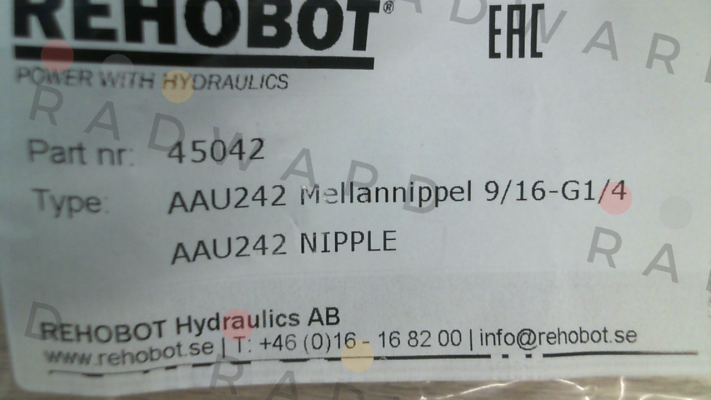 REHOBOT®
EAC
POWER WITH HYDRAULICS
Part nr: 45042
Type: AAU242 Mellannippel 9/16-G1/4
AAU242 NIPPLE
REHOBOT Hydraulics AB
www.rehobot.se | T: +46 (0)16 - 16 82 00 | info@rehobot.se
RADWARD